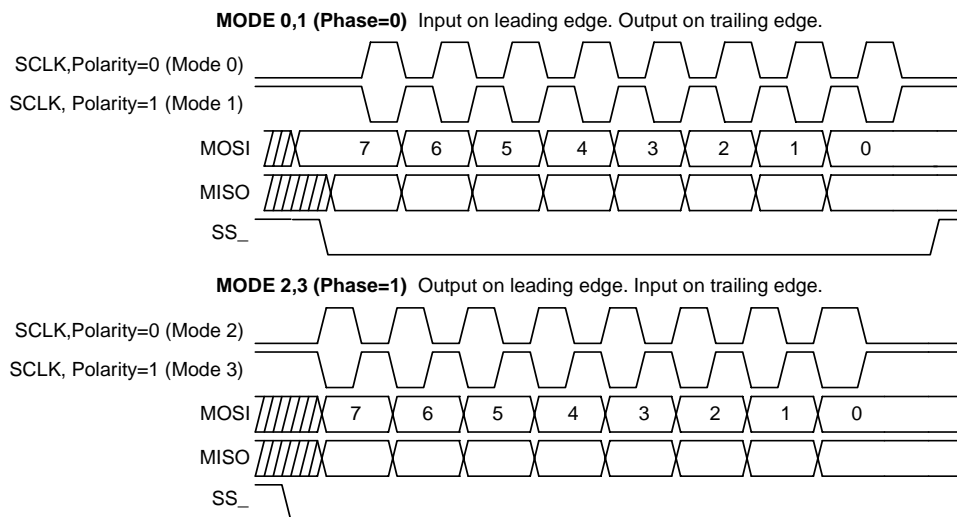 MODE 0,1 (Phase=0) Input on leading edge. Output on trailing edge.
SCLK,Polarity=0 (Mode 0)
SCLK, Polarity=1 (Mode 1)
MOSI 7 6 5 4 3 2 1 0
MISO
SS_
MODE 2,3 (Phase=1) Output on leading edge. Input on trailing edge.
SCLK,Polarity=0 (Mode 2)
SCLK, Polarity=1 (Mode 3)
MOSI 7 6 5 4 3 2 1 0
MISO
SS_